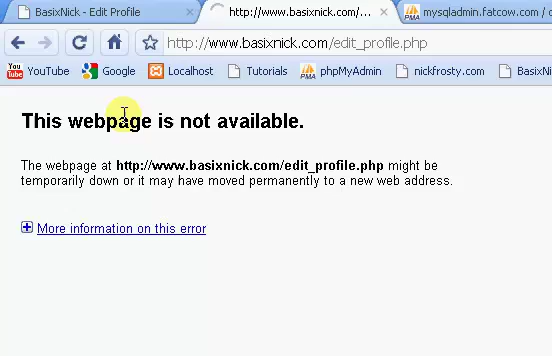 BasixNick - Edit Profile
http://www.basixnick.com/...
mysqladmin.fatcow.com /
http://www.basixnick.com/edit_profile.php
You Tube YouTube Google Localhost Tutorials PMA phpMyAdmin nickfrosty.com BasixNi
This webpage is not available.
The webpage at http://www.basixnick.com/edit_profile.php might be
temporarily down or it may have moved permanently to a new web address.
More information on this error